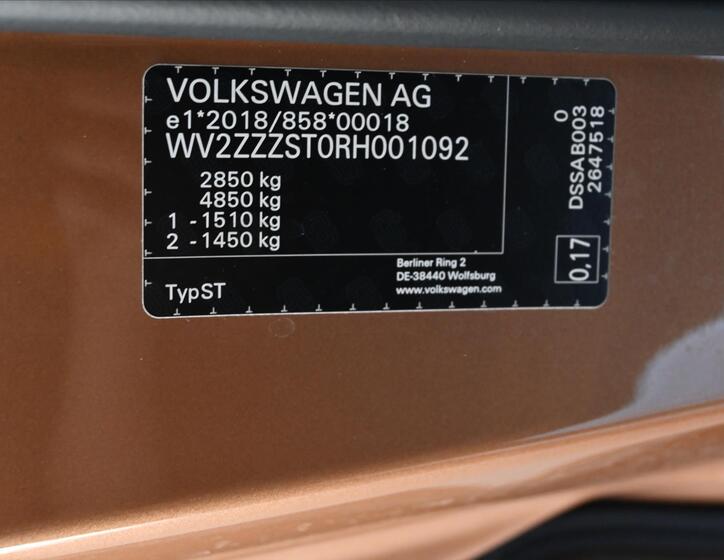 VOLKSWAGEN AG
e1*2018/858*00018
WV2ZZZST0RH001092
2850 kg
4850 kg
1 - 1510 kg
2 - 1450 kg
TypST
Berliner Ring 2
DE-38440 Wolfsburg
www.volkswagen.com
0
DSSAB003
2647518
0,17